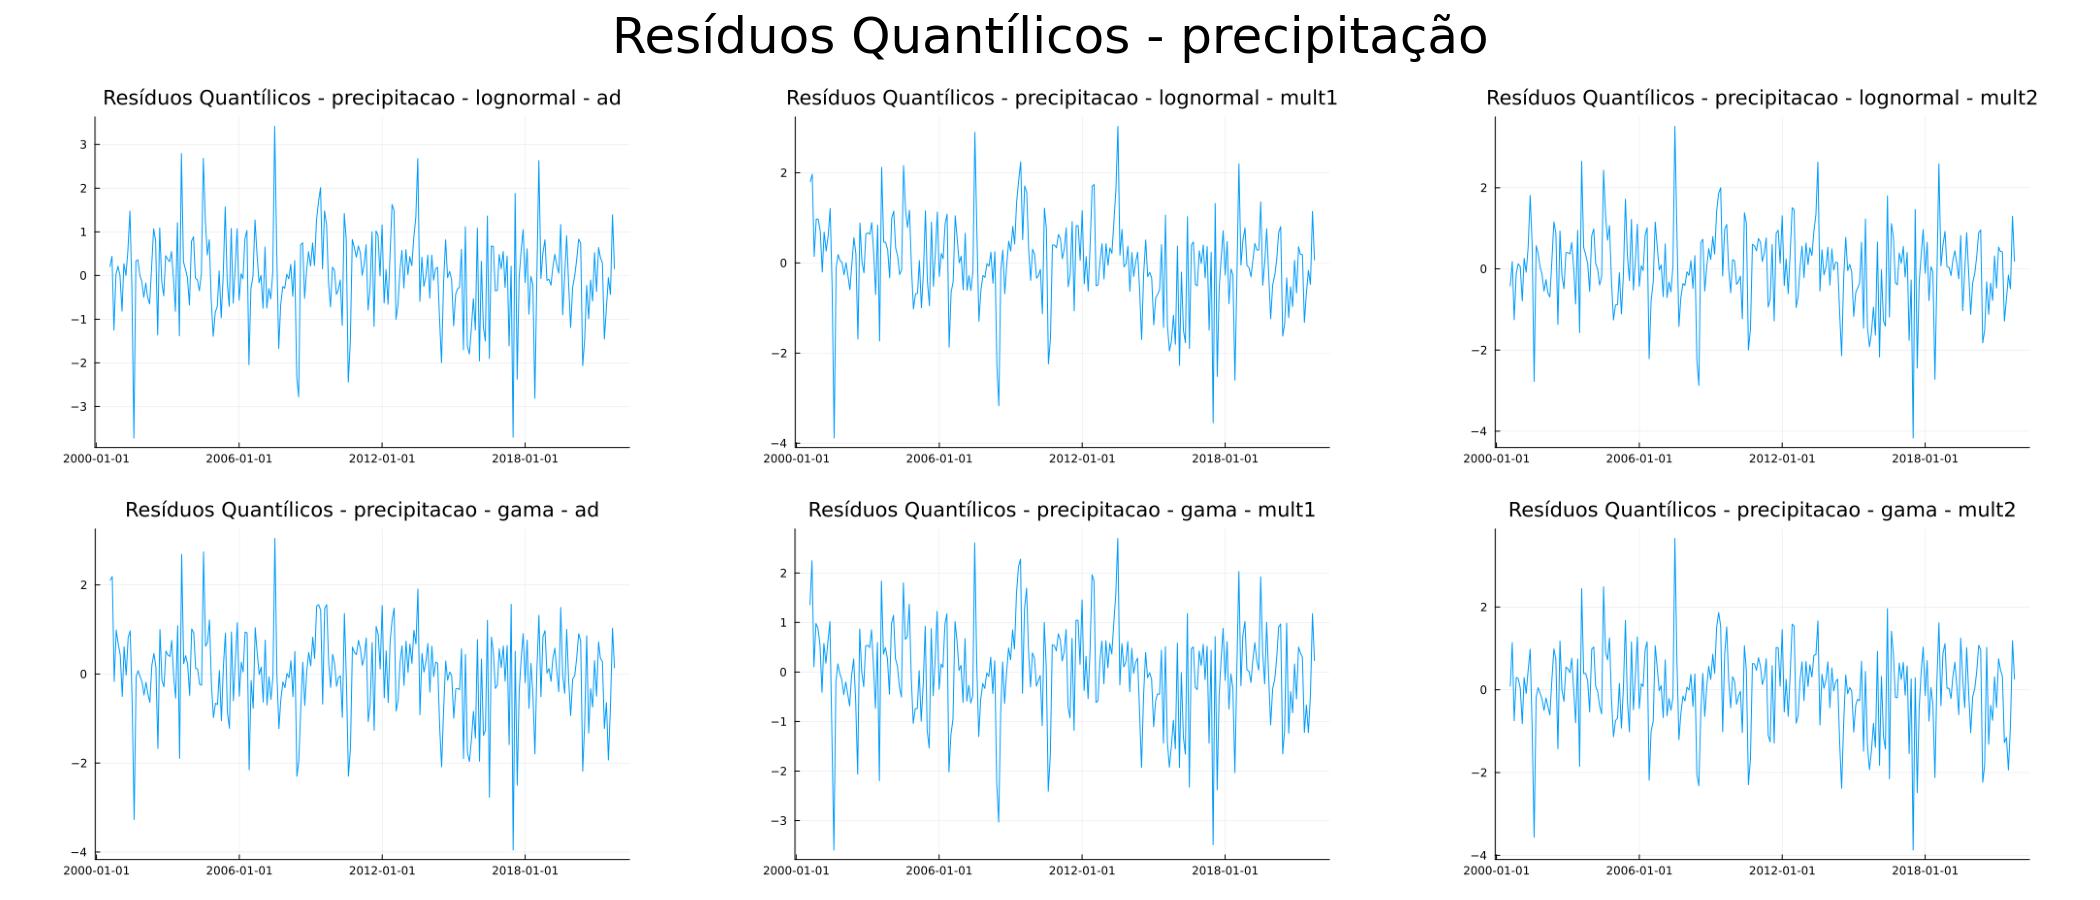 Resíduos Quantílicos - precipitação
Resíduos Quantílicos - precipitacao - lognormal - ad
3
2
1
0
−1
−2
−3
2000-01-01 2006-01-01 2012-01-01 2018-01-01
Resíduos Quantílicos - precipitacao - lognormal - mult1
2
0
−2
−4
2000-01-01 2006-01-01 2012-01-01 2018-01-01
Resíduos Quantílicos - precipitacao - lognormal - mult2
2
0
−2
−4
2000-01-01 2006-01-01 2012-01-01 2018-01-01
Resíduos Quantílicos - precipitacao - gama - ad
2
0
−2
−4
2000-01-01 2006-01-01 2012-01-01 2018-01-01
Resíduos Quantílicos - precipitacao - gama - mult1
2
1
0
−1
−2
−3
2000-01-01 2006-01-01 2012-01-01 2018-01-01
Resíduos Quantílicos - precipitacao - gama - mult2
2
0
−2
−4
2000-01-01 2006-01-01 2012-01-01 2018-01-01